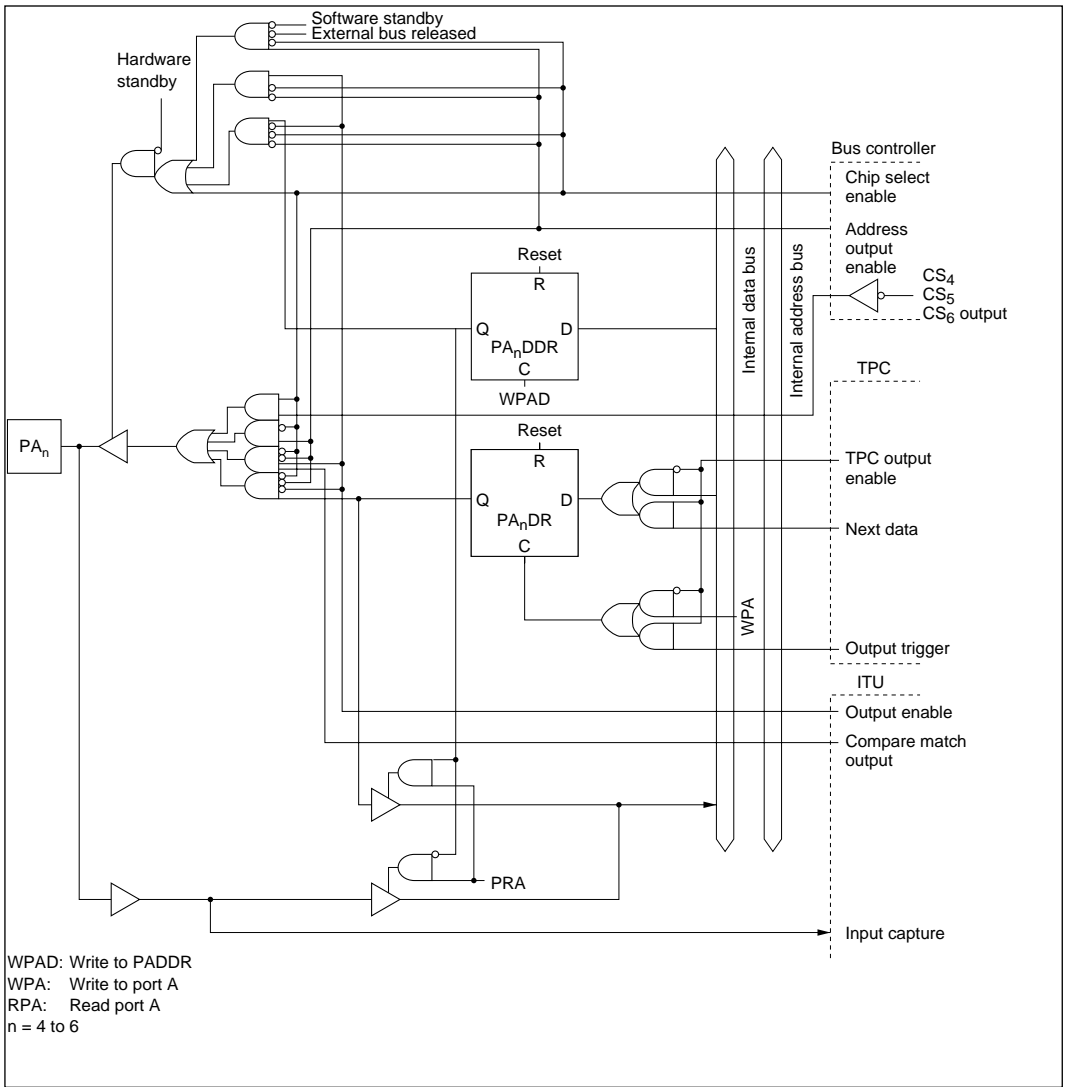 Software standby
External bus released
Hardware
standby
Bus controller
Chip select
enable
Address
output
enable
CS4
CS5
CS6 output
Internal data bus
Internal address bus
Reset
R
Q
D
PAnDDR
C
WPAD
TPC
PAn
Reset
R
Q
D
PAnDR
C
TPC output
enable
Next data
WPA
Output trigger
ITU
Output enable
Compare match
output
PRA
Input capture
WPAD: Write to PADDR
WPA: Write to port A
RPA: Read port A
n = 4 to 6